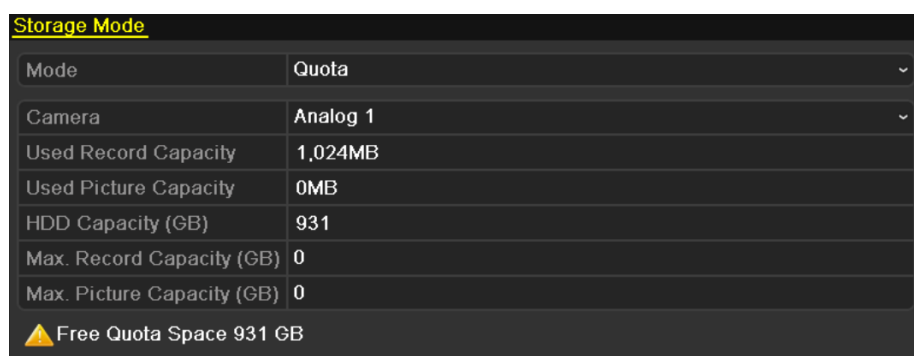 Storage Mode
Mode Quota
Camera Analog 1
Used Record Capacity 1,024MB
Used Picture Capacity 0MB
HDD Capacity (GB) 931
Max. Record Capacity (GB) 0
Max. Picture Capacity (GB) 0
Free Quota Space 931 GB